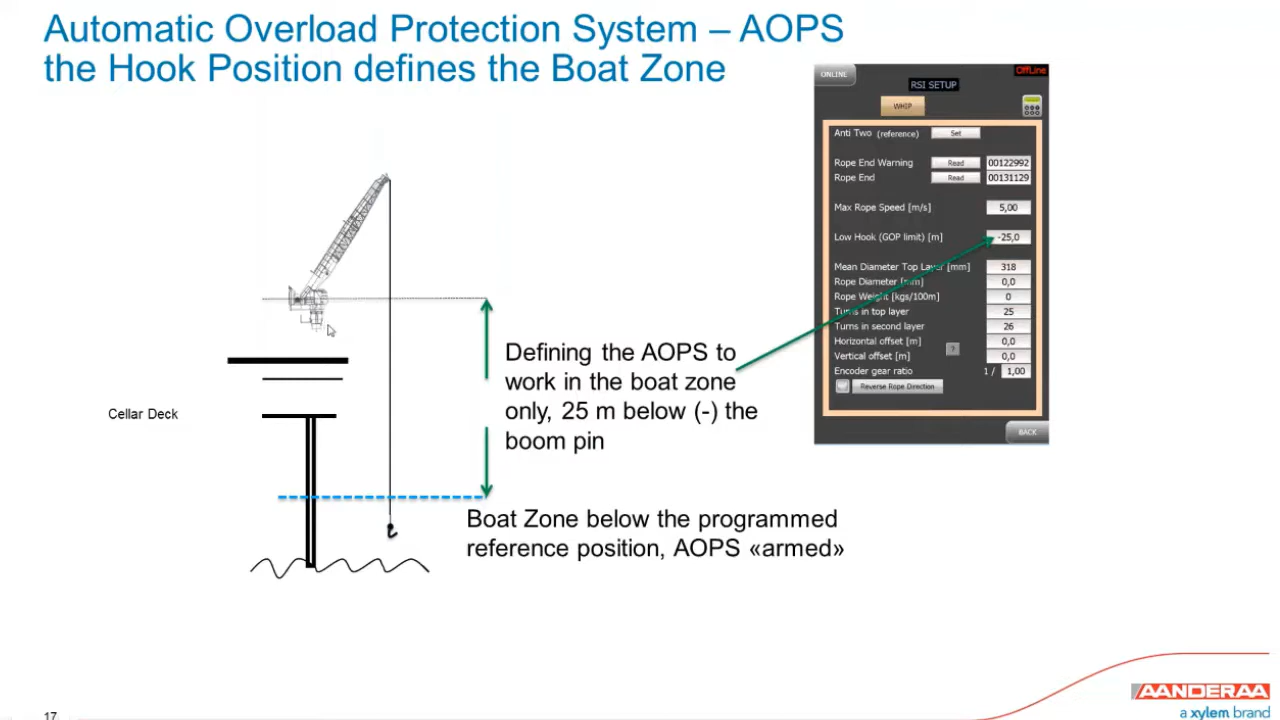 Automatic Overload Protection System – AOPS
the Hook Position defines the Boat Zone
ONLINE
OffLine
RSI SETUP
WHIP
Anti Two (reference) Set
Rope End Warning Read 00122992
Rope End Read 00131129
Max Rope Speed [m/s] 5,00
Low Hook (GOP limit) [m] -25,0
Mean Diameter Top Layer [mm] 318
Rope Diameter [mm] 0,0
Rope Weight [kgs/100m] 0
Turns in top layer 25
Turns in second layer 26
Horizontal offset [m] 0,0
?
Vertical offset [m] 0,0
Encoder gear ratio 1 / 1,00
Reverse Rope Direction
BACK
Defining the AOPS to
work in the boat zone
only, 25 m below (-) the
boom pin
Cellar Deck
Boat Zone below the programmed
reference position, AOPS «armed»
17
AANDERAA
a xylem brand